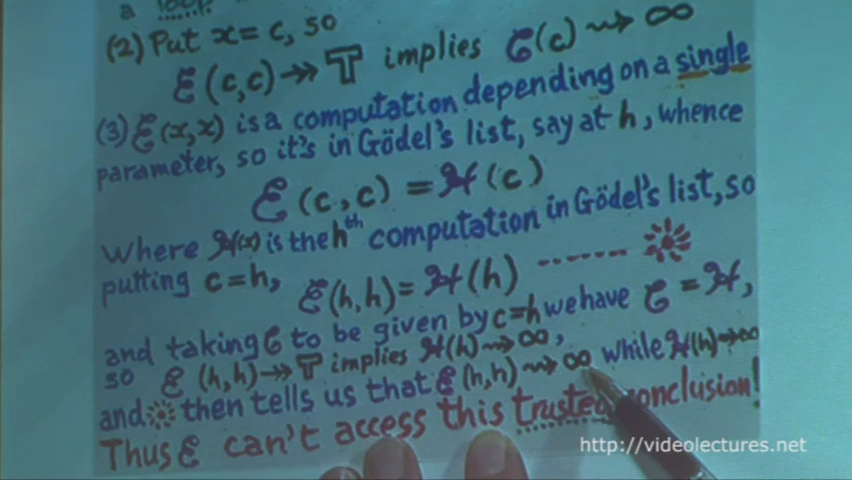 a loop.
(2) Put x = c, so
ℰ(c,c) ↠ 𝕋 implies 𝒞(c) ⇝ ∞
(3) ℰ(x,x) is a computation depending on a single
parameter, so it's in Gödel's list, say at h, whence
ℰ(c,c) = ℋ(c)
where ℋ(x) is the hᵗʰ computation in Gödel's list, so
putting c=h, ℰ(h,h) = ℋ(h) ------ ☼
and taking 𝒞 to be given by c=h we have 𝒞 = ℋ,
so ℰ(h,h) ↠ 𝕋 implies ℋ(h) ⇝ ∞,
and ☼ then tells us that ℰ(h,h) ⇝ ∞ while ℋ(h) ⇝ ∞
Thus ℰ can't access this trusted conclusion!
http://videolectures.net